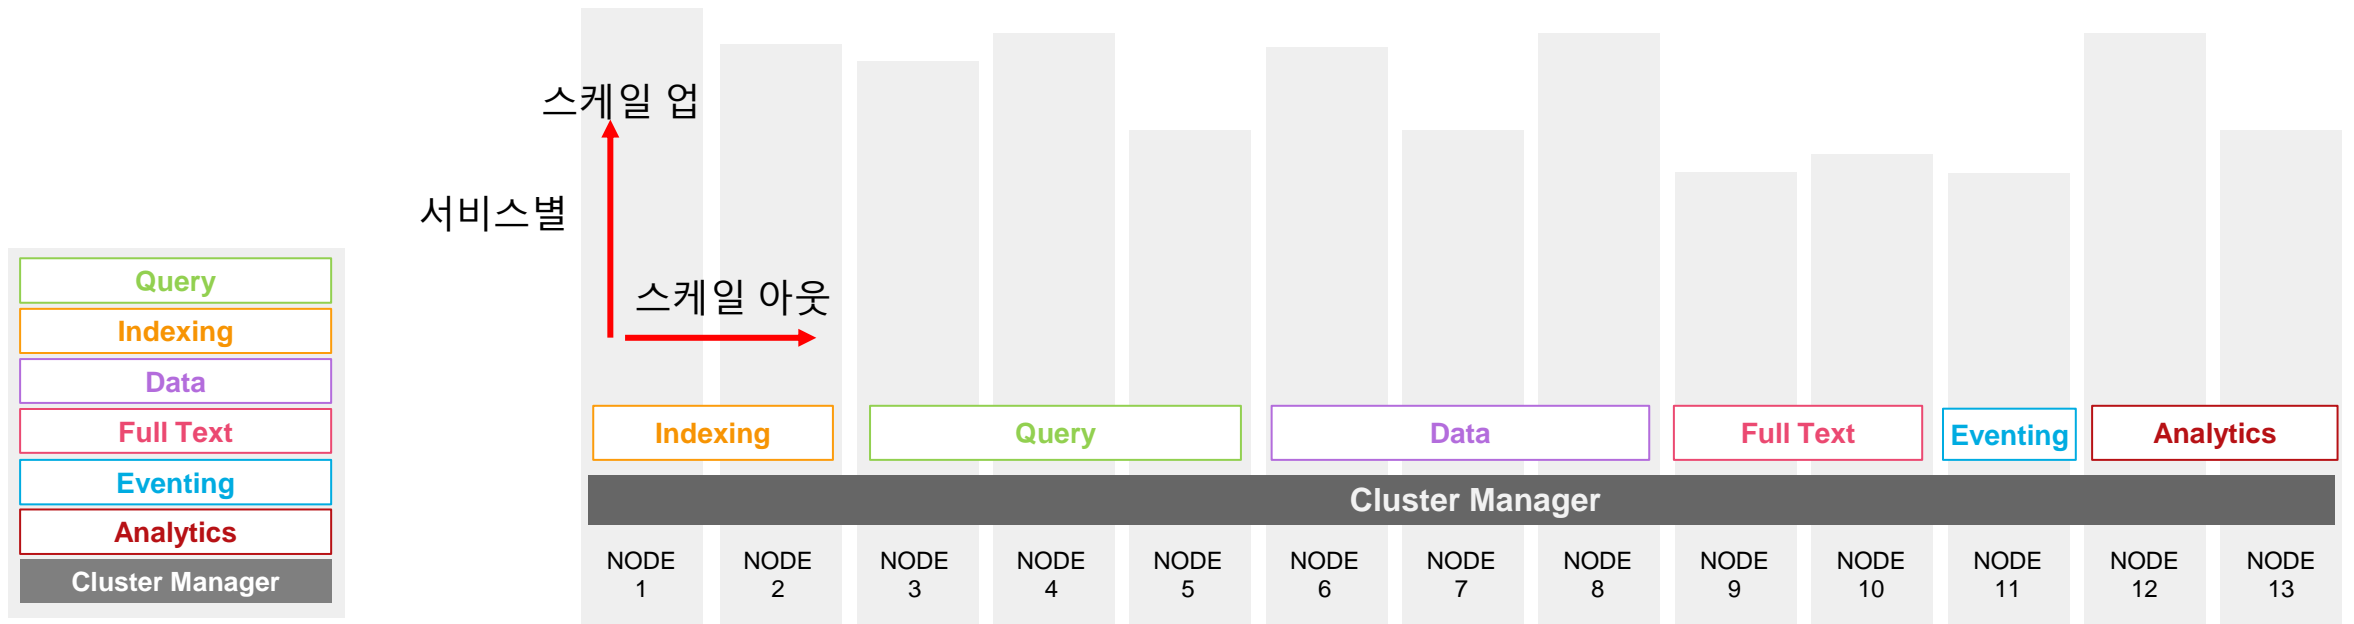 Query
Indexing
Data
Full Text
Eventing
Analytics
Cluster Manager
스케일 업
서비스별
스케일 아웃
Indexing
Query
Data
Full Text
Eventing
Analytics
Cluster Manager
NODE
1
NODE
2
NODE
3
NODE
4
NODE
5
NODE
6
NODE
7
NODE
8
NODE
9
NODE
10
NODE
11
NODE
12
NODE
13